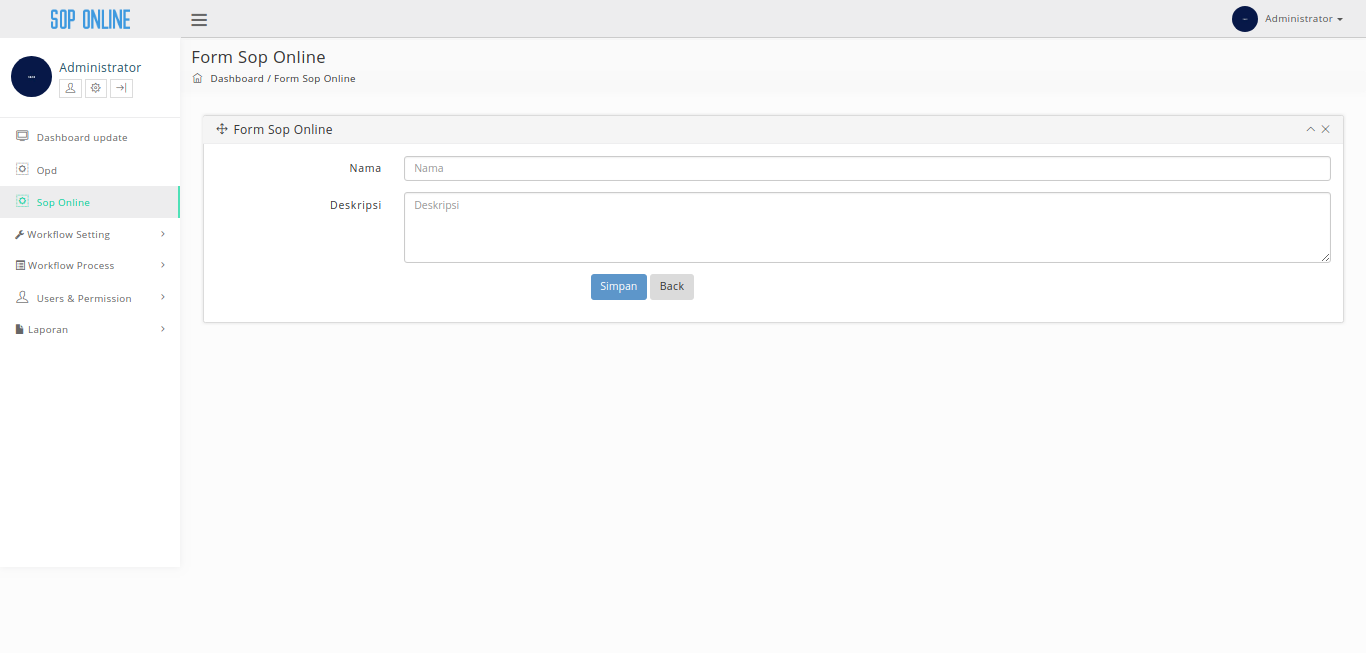 SOP ONLINE
Administrator
Administrator
Form Sop Online
Dashboard / Form Sop Online
Dashboard update
Opd
Sop Online
Workflow Setting
Workflow Process
Users & Permission
Laporan
Form Sop Online
Nama
Nama
Deskripsi
Deskripsi
Simpan
Back